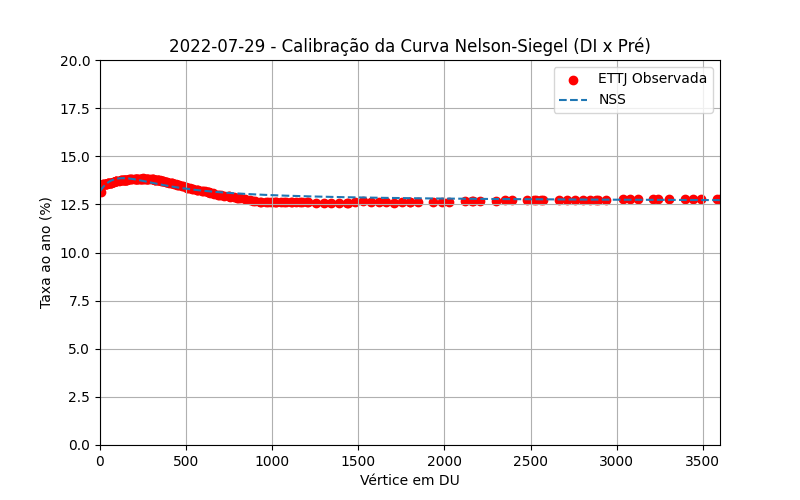 2022-07-29 - Calibração da Curva Nelson-Siegel (DI x Pré)
ETTJ Observada
NSS
20.0
17.5
15.0
12.5
10.0
7.5
5.0
2.5
0.0
Taxa ao ano (%)
0 500 1000 1500 2000 2500 3000 3500
Vértice em DU